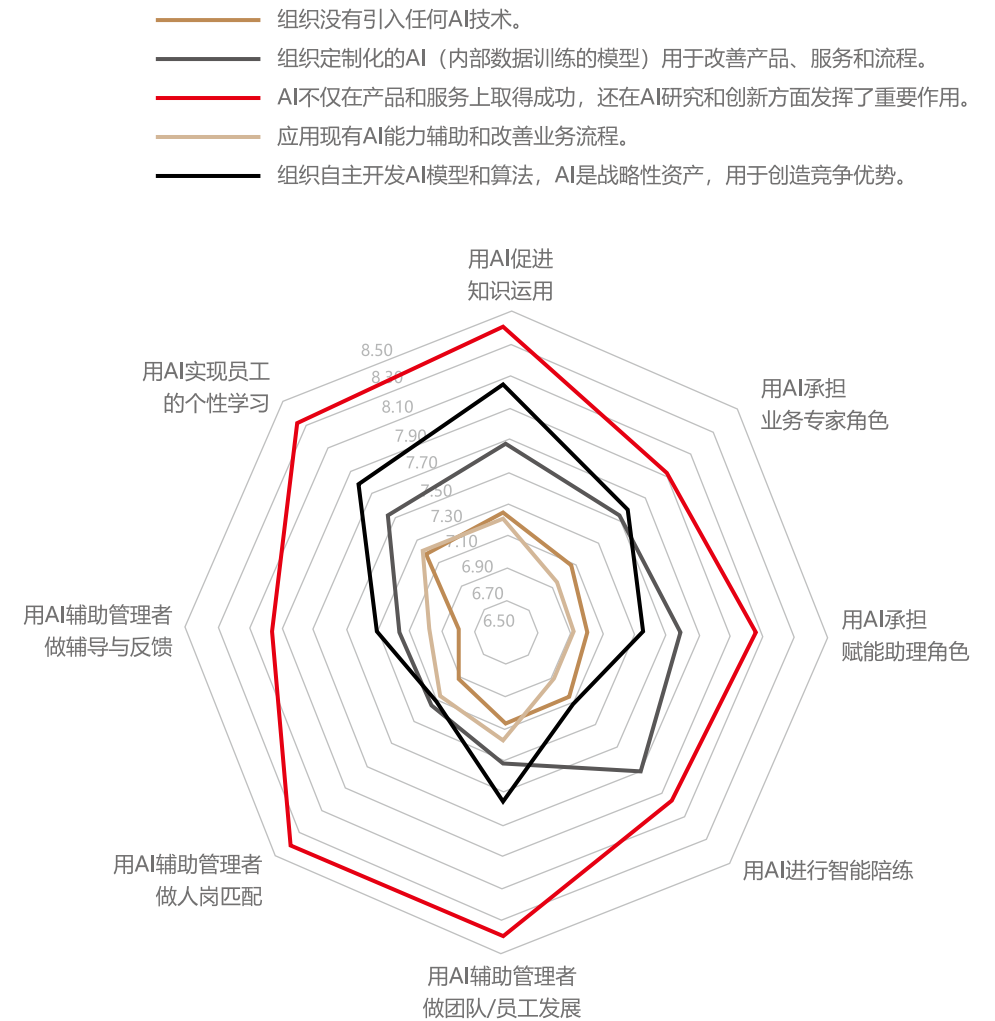 组织没有引入任何AI技术。
组织定制化的AI（内部数据训练的模型）用于改善产品、服务和流程。
AI不仅在产品和服务上取得成功，还在AI研究和创新方面发挥了重要作用。
应用现有AI能力辅助和改善业务流程。
组织自主开发AI模型和算法，AI是战略性资产，用于创造竞争优势。
用AI促进
知识运用
8.50
用AI实现员工
的个性学习
8.30
用AI承担
业务专家角色
8.10
7.90
7.70
7.50
7.30
7.10
6.90
6.70
6.50
用AI辅助管理者
做辅导与反馈
用AI承担
赋能助理角色
用AI辅助管理者
做人岗匹配
用AI进行智能陪练
用AI辅助管理者
做团队/员工发展